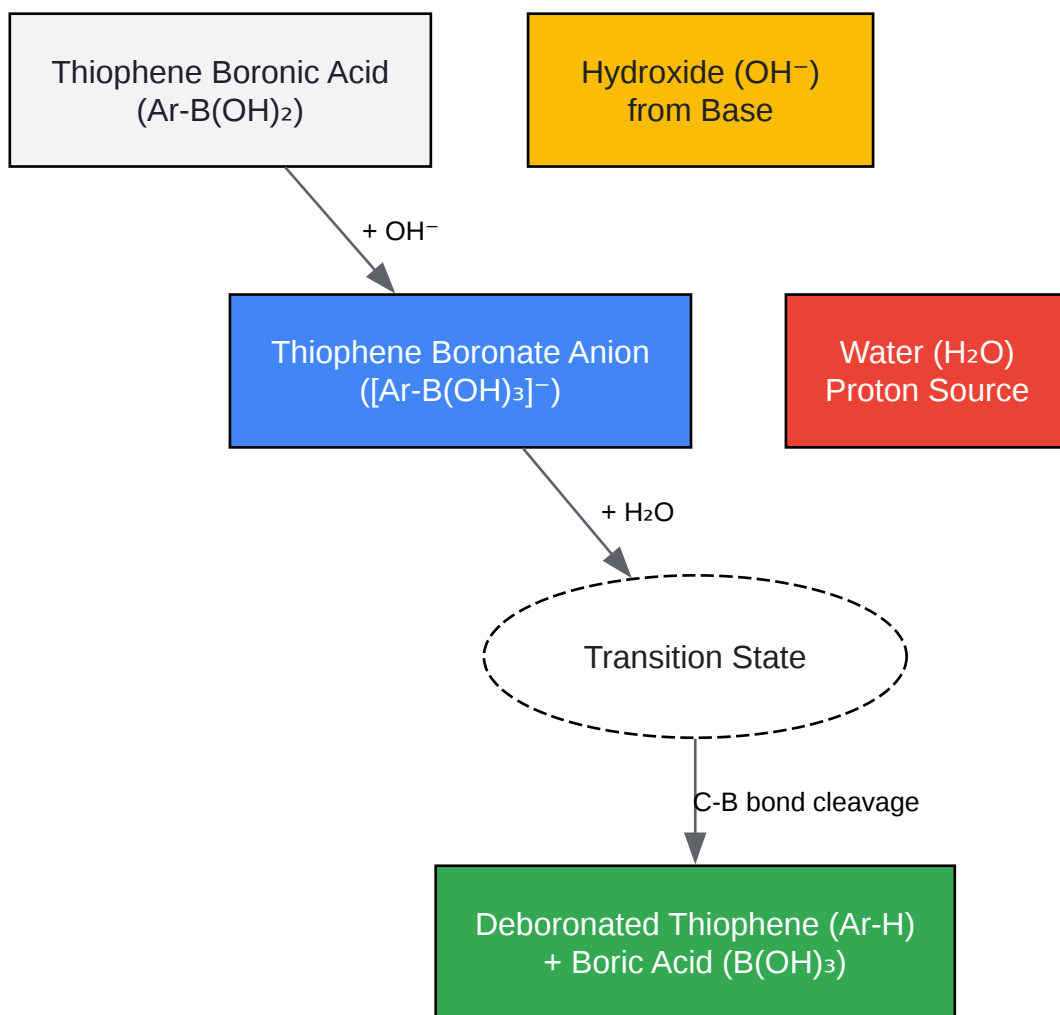 Thiophene Boronic Acid
(Ar-B(OH)₂)
Hydroxide (OH⁻)
from Base
+ OH⁻
Thiophene Boronate Anion
([Ar-B(OH)₃]⁻)
Water (H₂O)
Proton Source
+ H₂O
Transition State
C-B bond cleavage
Deboronated Thiophene (Ar-H)
+ Boric Acid (B(OH)₃)